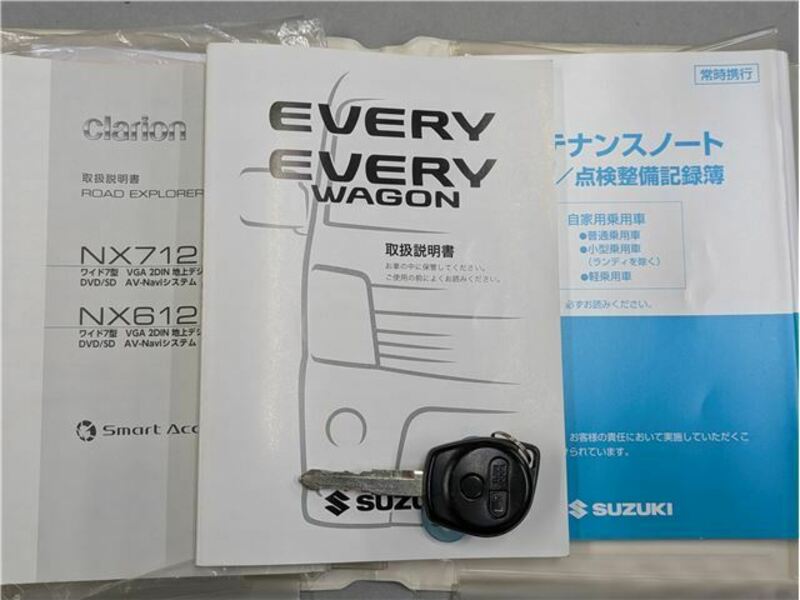 Clarion
取扱説明書
ROAD EXPLORER
NX712
ワイド7型 VGA 2DIN 地上デジ
DVD/SD AV-Naviシステム
NX612
ワイド7型 VGA 2DIN 地上デジ
DVD/SD AV-Naviシステム
Smart Acc
EVERY
EVERY
WAGON
取扱説明書
お車の中に保管してください。
ご使用の前によくお読みください。
SUZU
常時携行
テナンスノート
/点検整備記録簿
自家用乗用車
●普通乗用車
●小型乗用車
(ランディを除く)
●軽乗用車
必ずお読みください。
お客様の責任において実施していただくこ
けられています。
SUZUKI